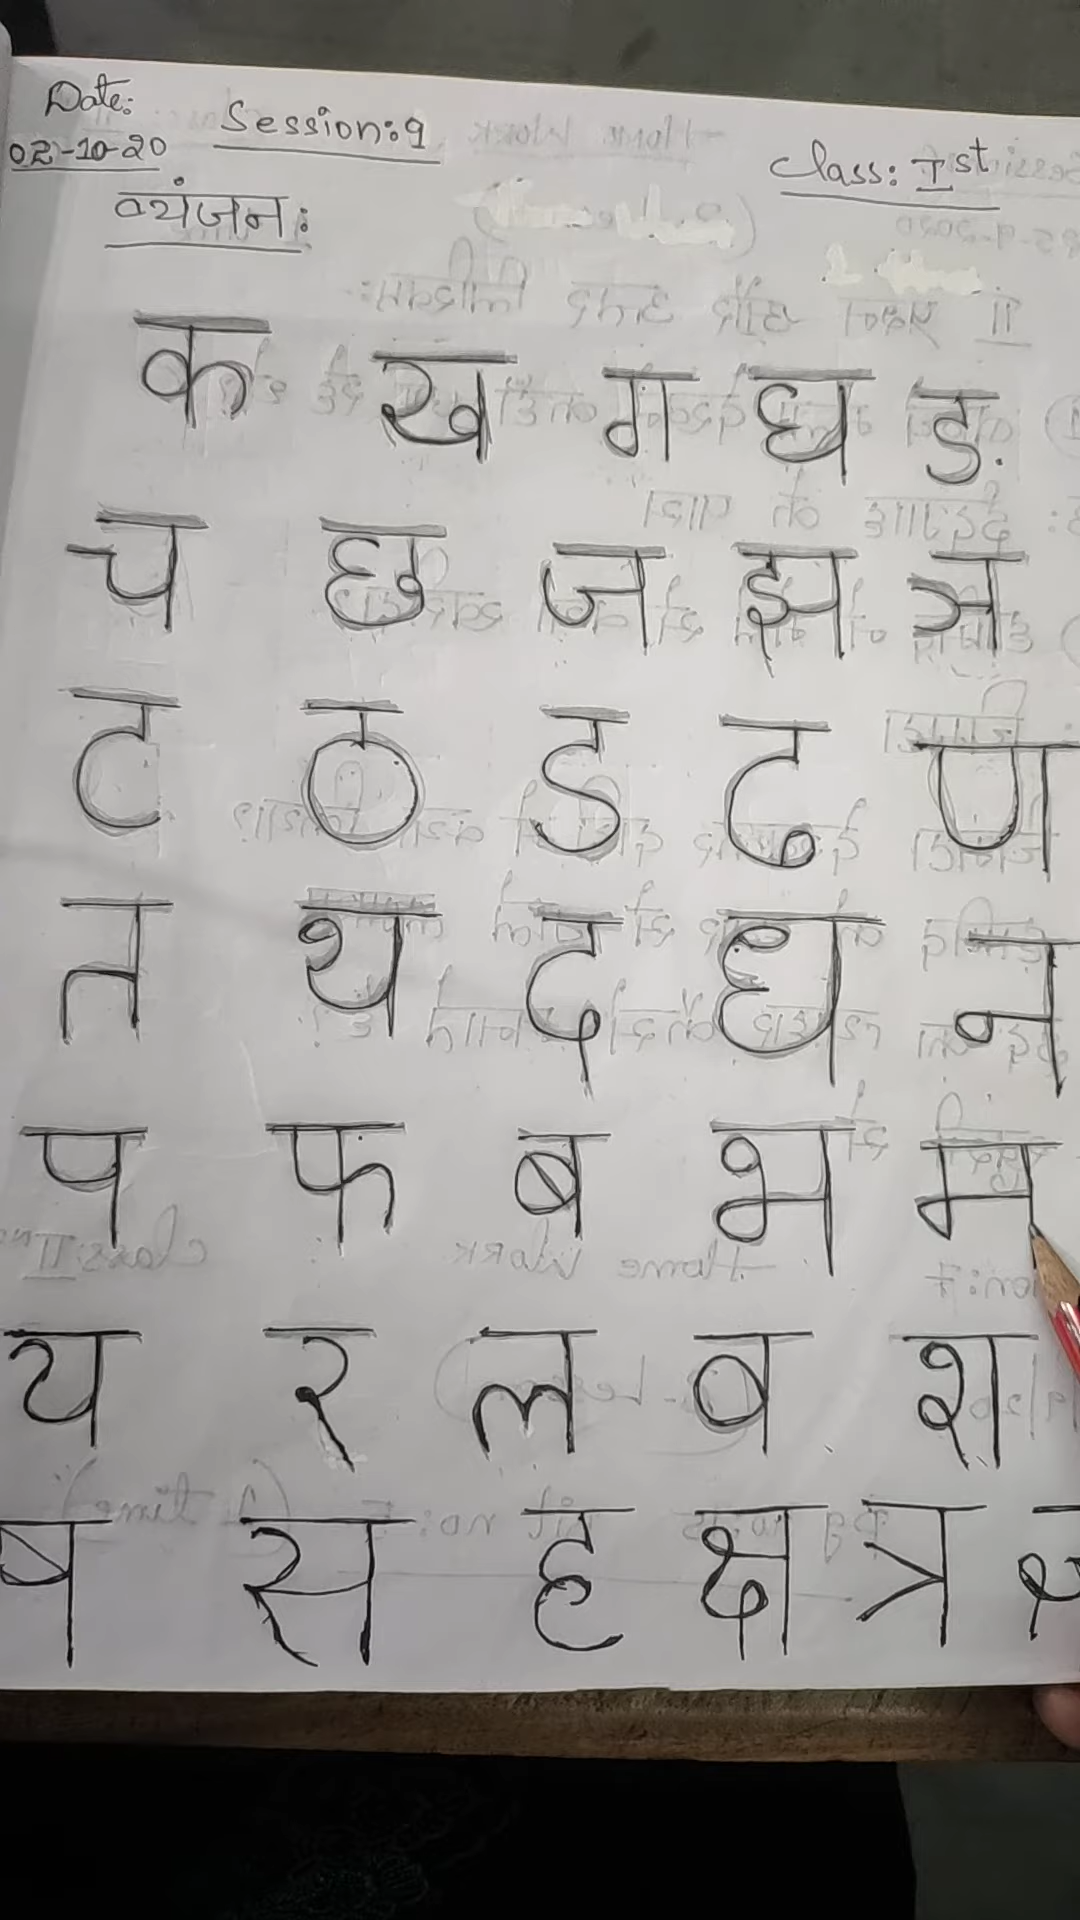 Date:
Session:9
02-10-20
Class: Ist
व्यंजन:
क ख ग घ ङ
च छ ज झ ञ
ट ठ ड ढ ण
त थ द ध न
प फ ब भ म
य र ल व श
ष स ह क्ष त्र